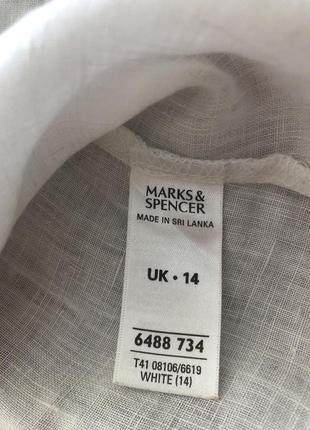 MARKS &
SPENCER
MADE IN SRI LANKA
UK • 14
6488 734
T41 08106/6619
WHITE (14)